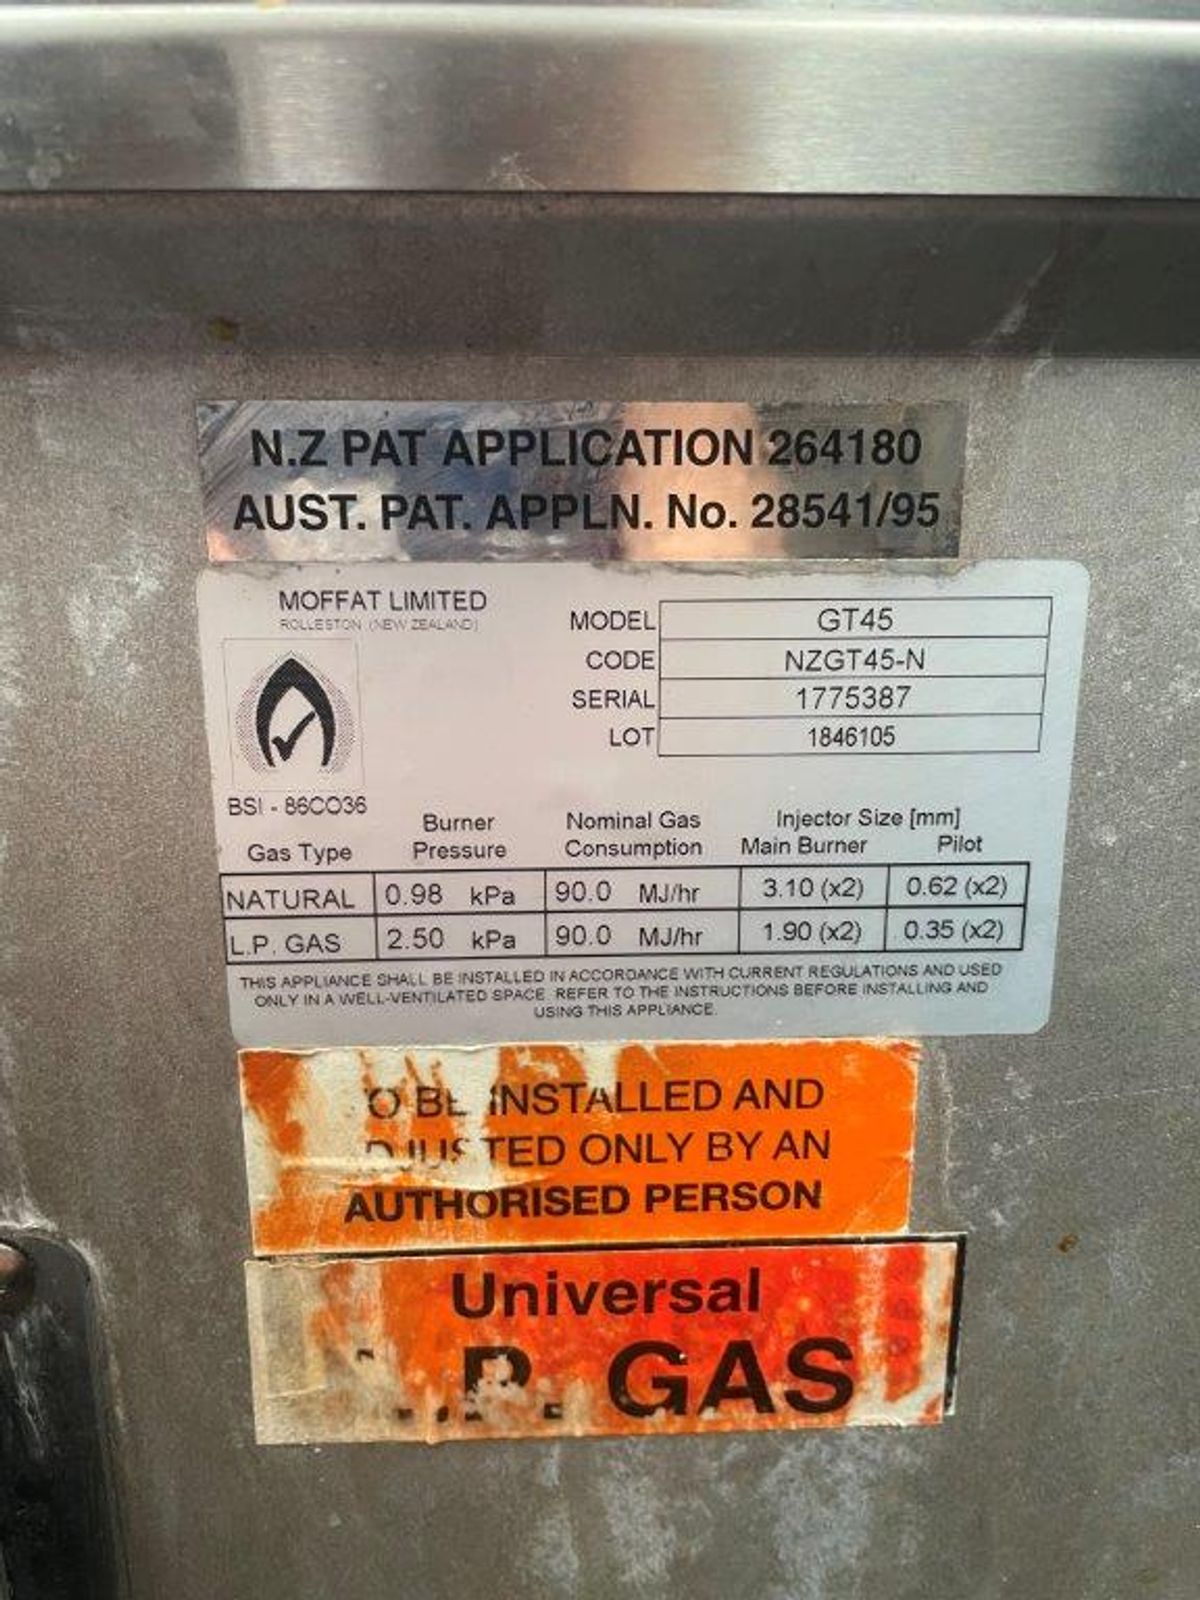 N.Z PAT APPLICATION 264180
AUST. PAT. APPLN. No. 28541/95
MOFFAT LIMITED
ROLLESTON (NEW ZEALAND)
MODEL GT45
CODE NZGT45-N
SERIAL 1775387
LOT 1846105
BSI - 86CO36
Gas Type Burner Pressure Nominal Gas Consumption Injector Size [mm] Main Burner Pilot
NATURAL 0.98 kPa 90.0 MJ/hr 3.10 (x2) 0.62 (x2)
L.P. GAS 2.50 kPa 90.0 MJ/hr 1.90 (x2) 0.35 (x2)
THIS APPLIANCE SHALL BE INSTALLED IN ACCORDANCE WITH CURRENT REGULATIONS AND USED
ONLY IN A WELL-VENTILATED SPACE. REFER TO THE INSTRUCTIONS BEFORE INSTALLING AND
USING THIS APPLIANCE.
O BE INSTALLED AND
DJUSTED ONLY BY AN
AUTHORISED PERSON
Universal
P. GAS